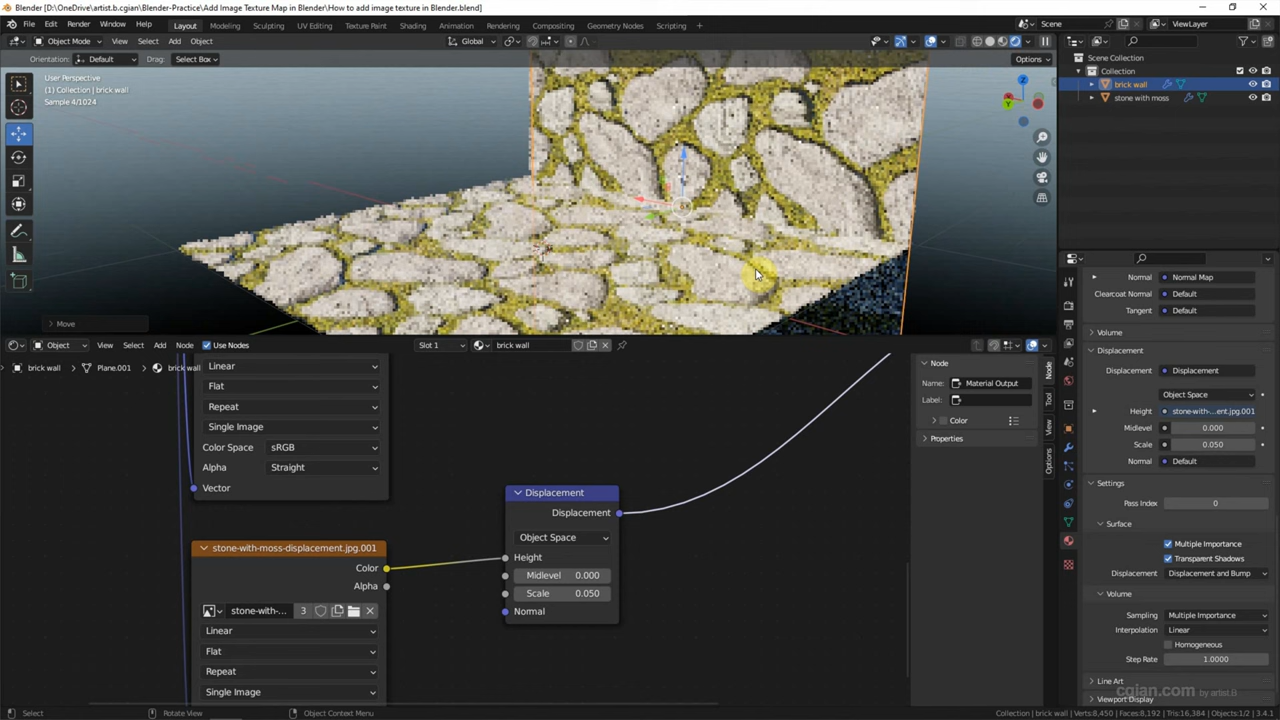 Blender [D:\OneDrive\artist.b.cgian\Blender-Practice\Add Image Texture Map in Blender\How to add image texture in Blender.blend]
File Edit Render Window Help Layout Modeling Sculpting UV Editing Texture Paint Shading Animation Rendering Compositing Geometry Nodes Scripting Scene ViewLayer
Object Mode View Select Add Object Global
Orientation: Default Drag: Select Box Options
User Perspective
(1) Collection | brick wall
Sample 4/1024
Scene Collection
Collection
brick wall
stone with moss
Move
Object View Select Add Node Use Nodes Slot 1 brick wall
brick wall Plane.001 brick wall
Linear
Flat
Repeat
Single Image
Color Space sRGB
Alpha Straight
Vector
stone-with-moss-displacement.jpg.001
Color
Alpha
stone-with-... 3
Linear
Flat
Repeat
Single Image
Displacement
Displacement
Object Space
Height
Midlevel 0.000
Scale 0.050
Normal
Node
Name: Material Output
Label:
Color
Properties
Node
Tool
View
Options
Normal Normal Map
Clearcoat Normal Default
Tangent Default
Volume
Displacement
Displacement Displacement
Object Space
Height stone-with-...ent.jpg.001
Midlevel 0.000
Scale 0.050
Normal Default
Settings
Pass Index 0
Surface
Multiple Importance
Transparent Shadows
Displacement Displacement and Bump
Volume
Sampling Multiple Importance
Interpolation Linear
Homogeneous
Step Rate 1.0000
Line Art
Viewport Display
cgian.com by artist.B
Select Rotate View Object Context Menu Collection | brick wall | Verts:8,450 | Faces:8,192 | Tris:16,384 | Objects:1/2 | 3.4.1